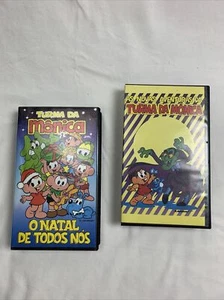 TURMA DA
Mônica
O NATAL
DE TODOS NÓS
TURMA DA MÔNICA